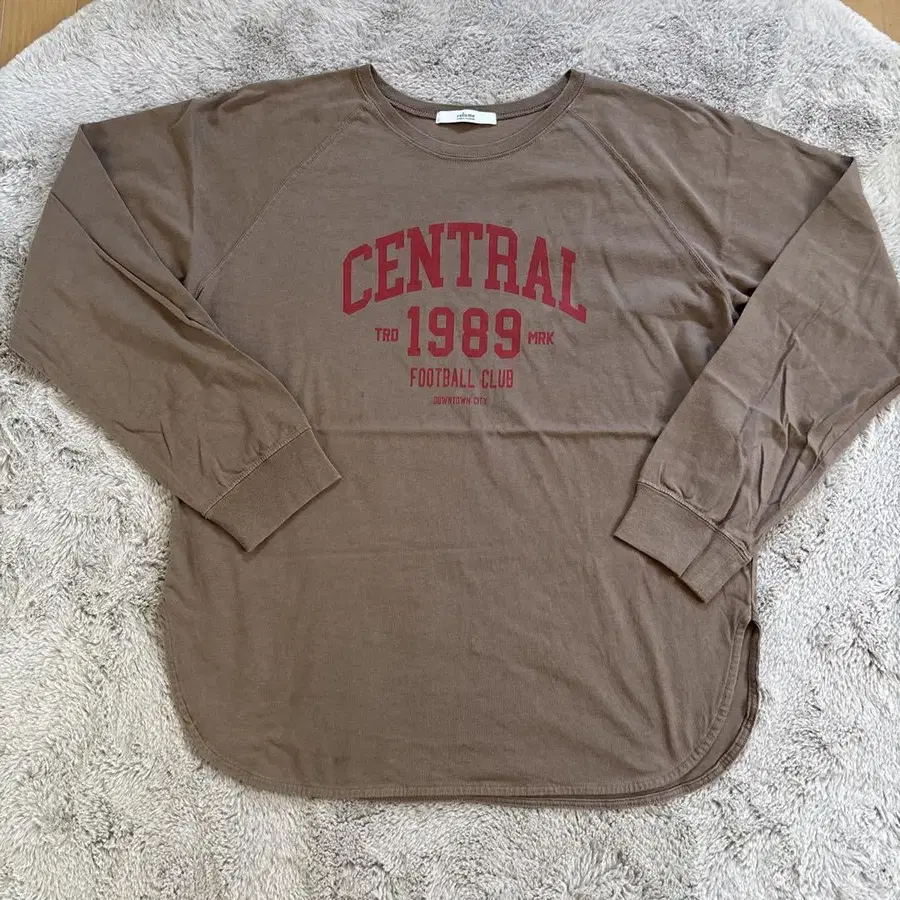 CENTRAL
TRD 1989 MRK
FOOTBALL CLUB
DOWNTOWN-CITY